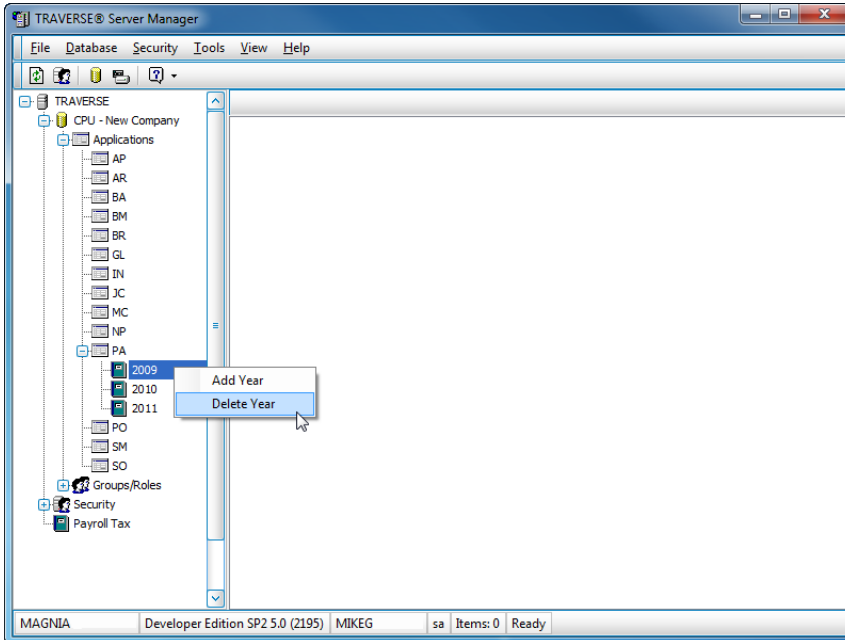 TRAVERSE® Server Manager
File Database Security Tools View Help
TRAVERSE
CPU - New Company
Applications
AP
AR
BA
BM
BR
GL
IN
JC
MC
NP
PA
2009
Add Year
2010
Delete Year
2011
PO
SM
SO
Groups/Roles
Security
Payroll Tax
MAGNIA Developer Edition SP2 5.0 (2195) MIKEG sa Items: 0 Ready